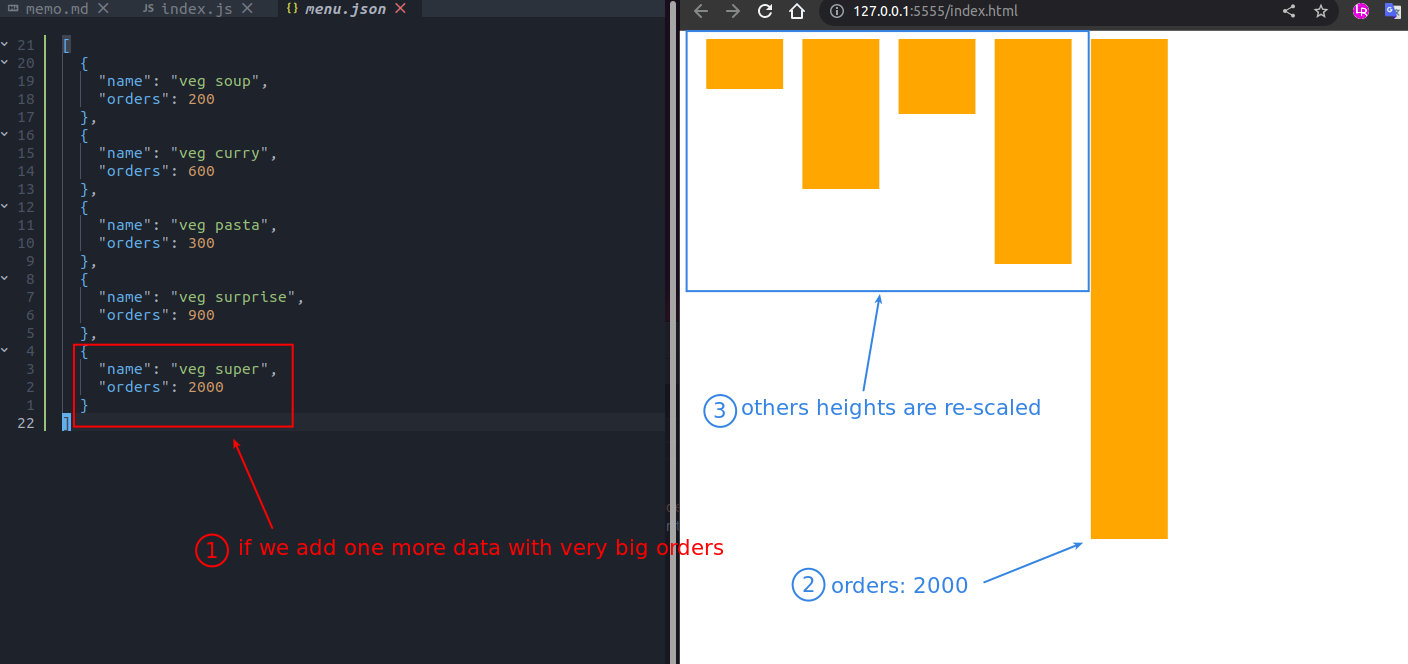 memo.md
JS index.js
{} menu.json
127.0.0.1:5555/index.html
21 [
20 {
19 "name": "veg soup",
18 "orders": 200
17 },
16 {
15 "name": "veg curry",
14 "orders": 600
13 },
12 {
11 "name": "veg pasta",
10 "orders": 300
9 },
8 {
7 "name": "veg surprise",
6 "orders": 900
5 },
4 {
3 "name": "veg super",
2 "orders": 2000
1 }
22 ]
1 if we add one more data with very big orders
3 others heights are re-scaled
2 orders: 2000